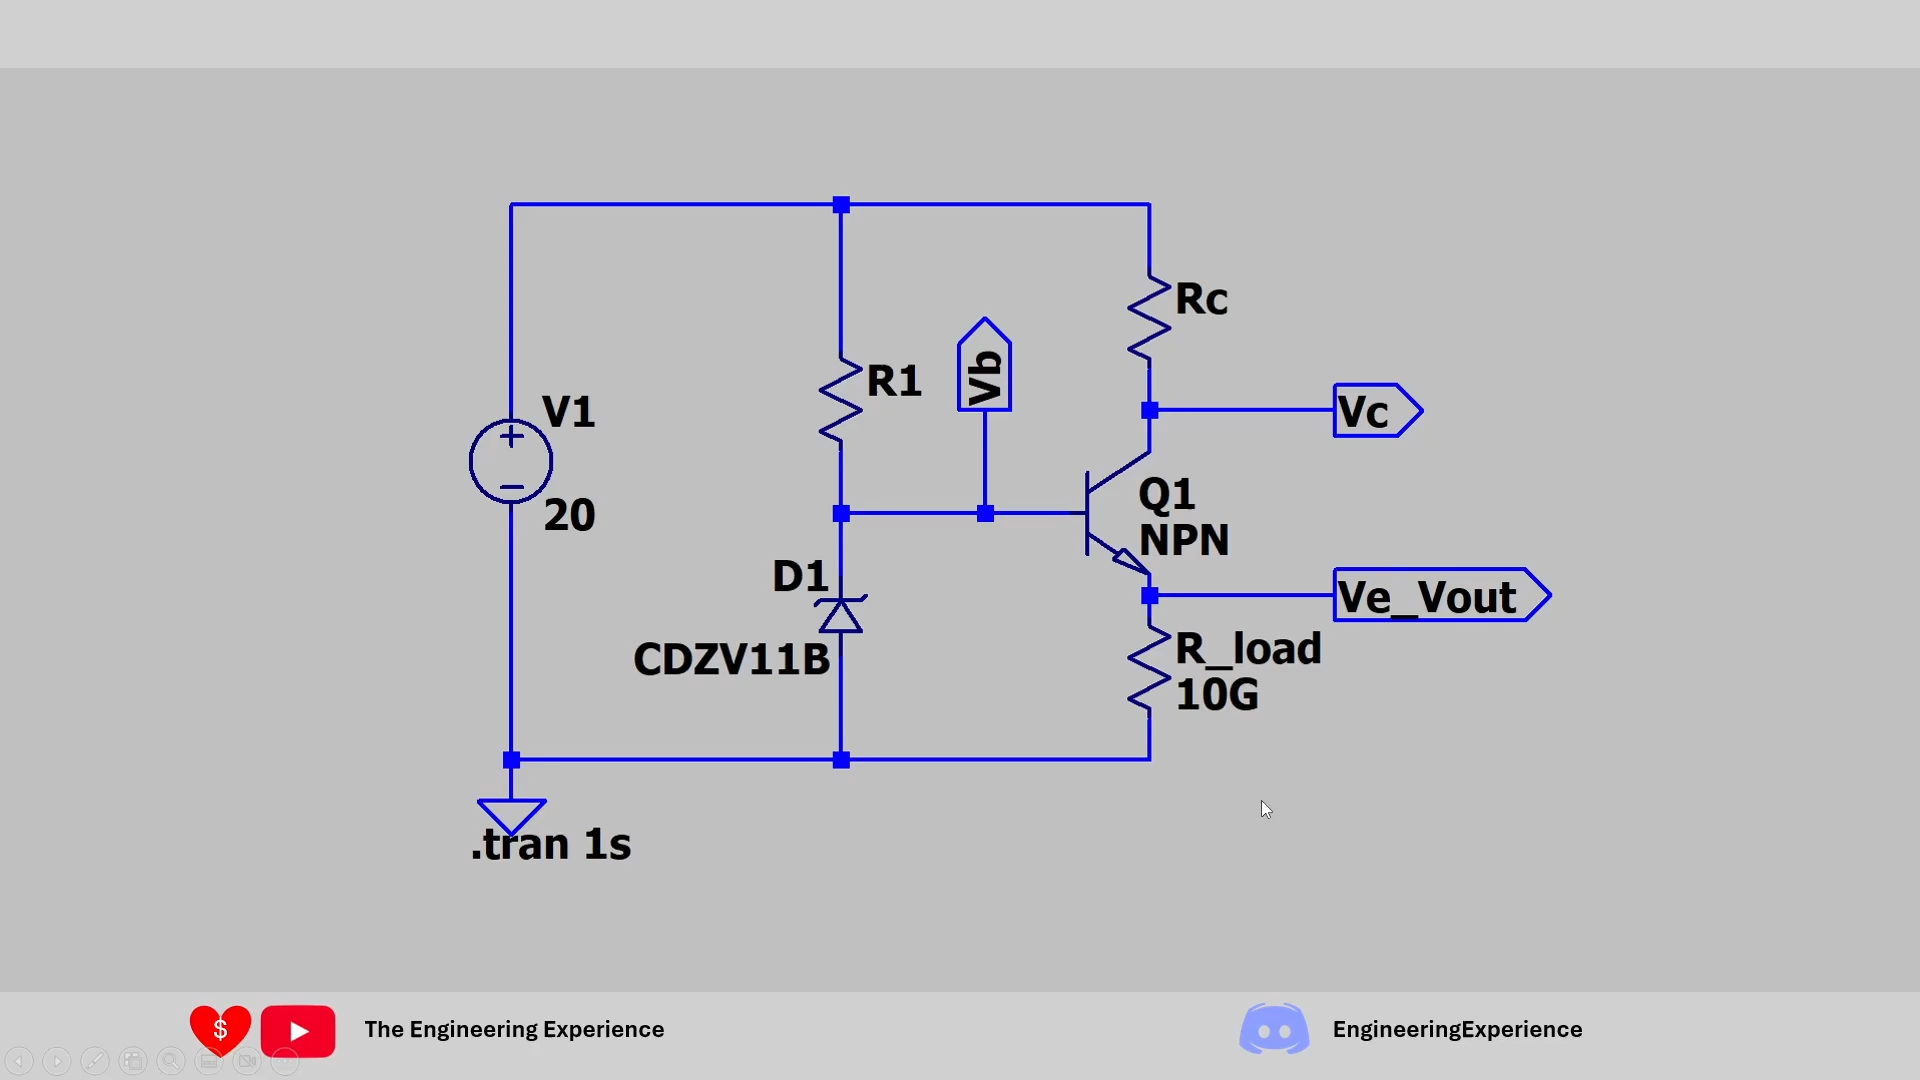 Rc
R1
Vb
V1
Vc
20
Q1
NPN
D1
CDZV11B
Ve_Vout
R_load
10G
.tran 1s
$
The Engineering Experience
EngineeringExperience